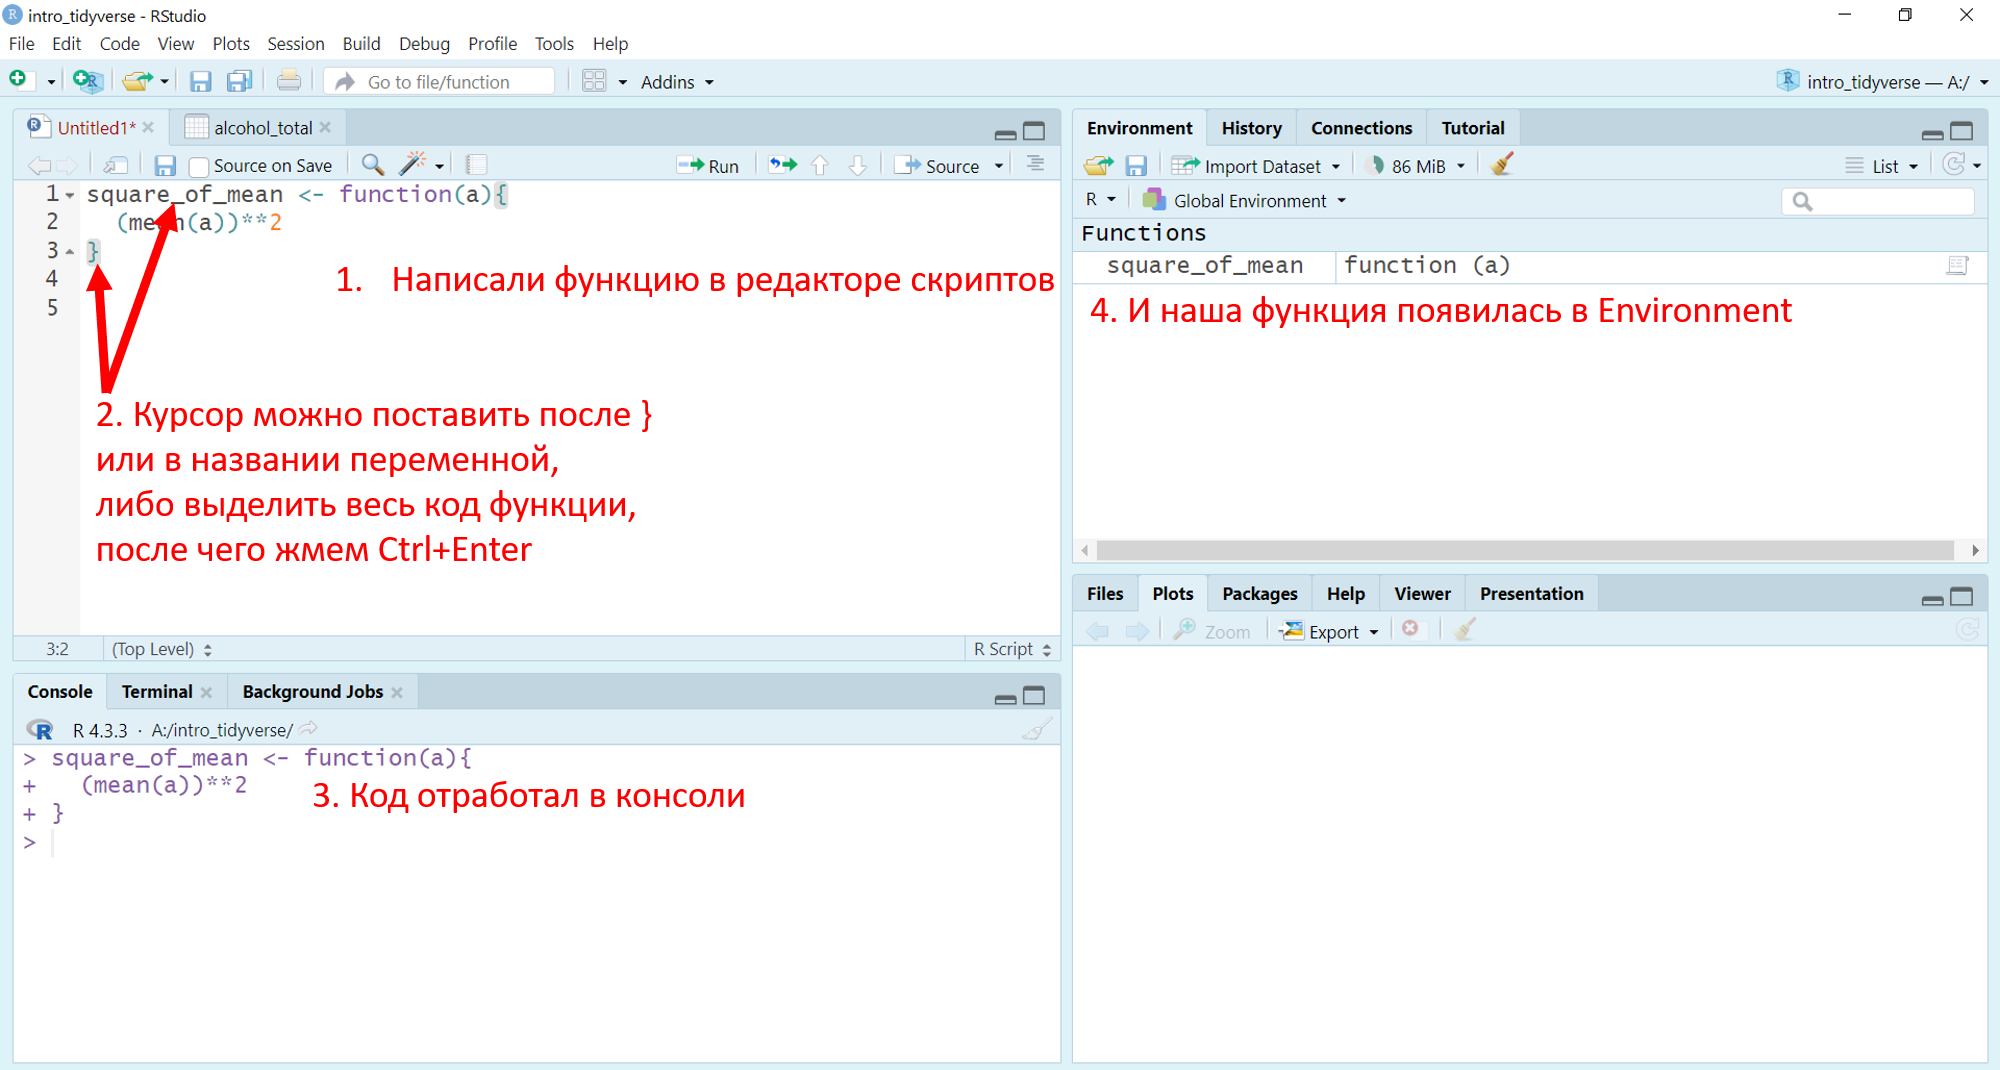 intro_tidyverse - RStudio
File Edit Code View Plots Session Build Debug Profile Tools Help
Go to file/function Addins intro_tidyverse — A:/
Untitled1* alcohol_total
Source on Save Run Source
1 square_of_mean <- function(a){
2 (mean(a))**2
3 }
4
5
1. Написали функцию в редакторе скриптов
2. Курсор можно поставить после }
или в названии переменной,
либо выделить весь код функции,
после чего жмем Ctrl+Enter
3:2 (Top Level) R Script
Console Terminal Background Jobs
R 4.3.3 · A:/intro_tidyverse/
> square_of_mean <- function(a){
+ (mean(a))**2
+ }
>
3. Код отработал в консоли
Environment History Connections Tutorial
Import Dataset 86 MiB List
R Global Environment
Functions
square_of_mean function (a)
4. И наша функция появилась в Environment
Files Plots Packages Help Viewer Presentation
Zoom Export